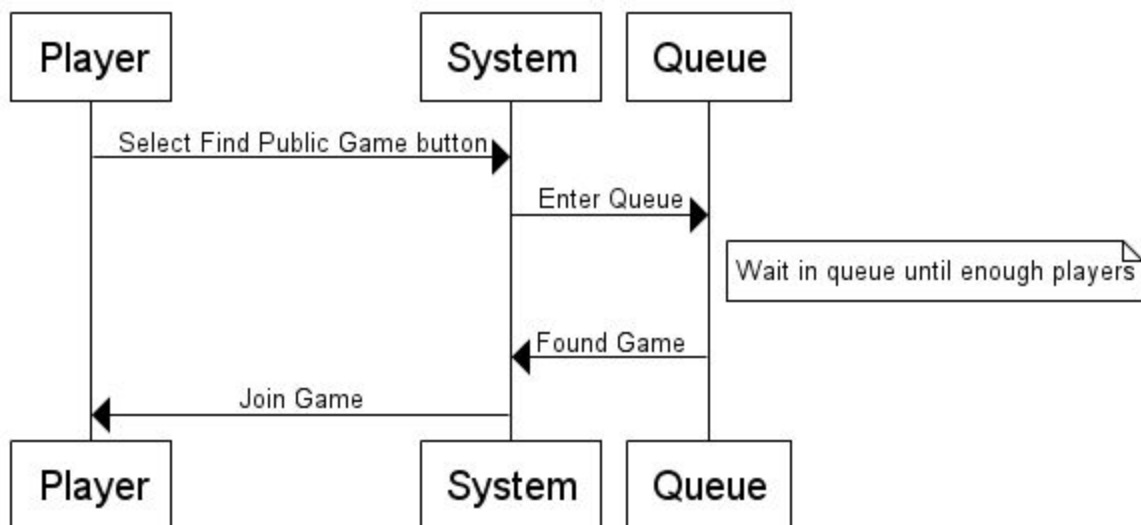 Player
System
Queue
Select Find Public Game button
Enter Queue
Wait in queue until enough players
Found Game
Join Game
Player
System
Queue